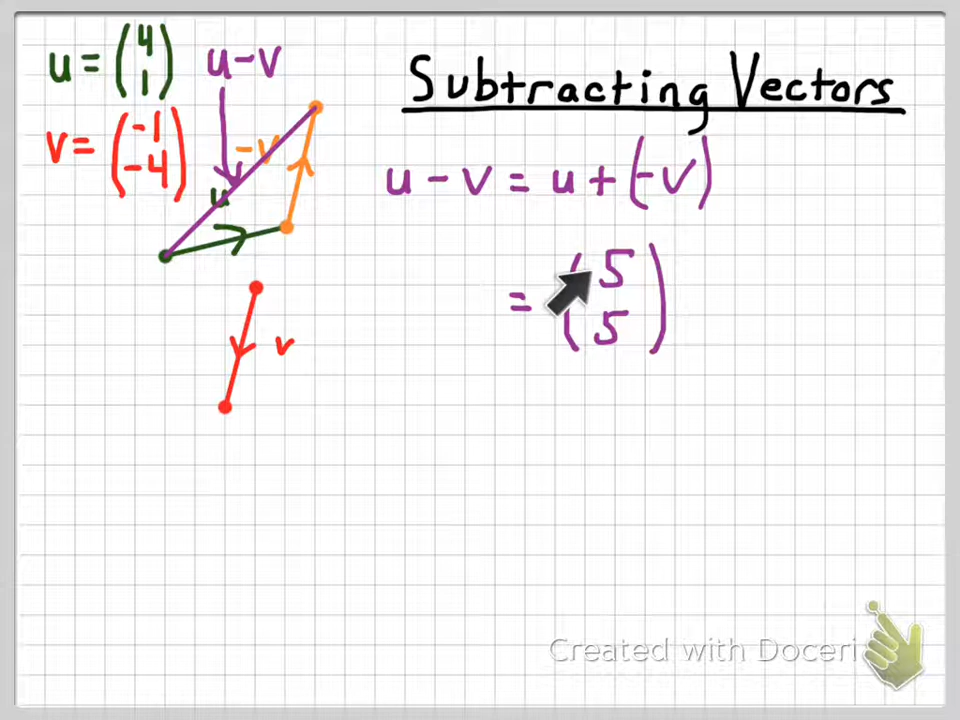 u = (4 1)
u-v
Subtracting Vectors
v = (-1 -4)
-v
u - v = u + (-v)
u
= (5 5)
v
Created with Doceri